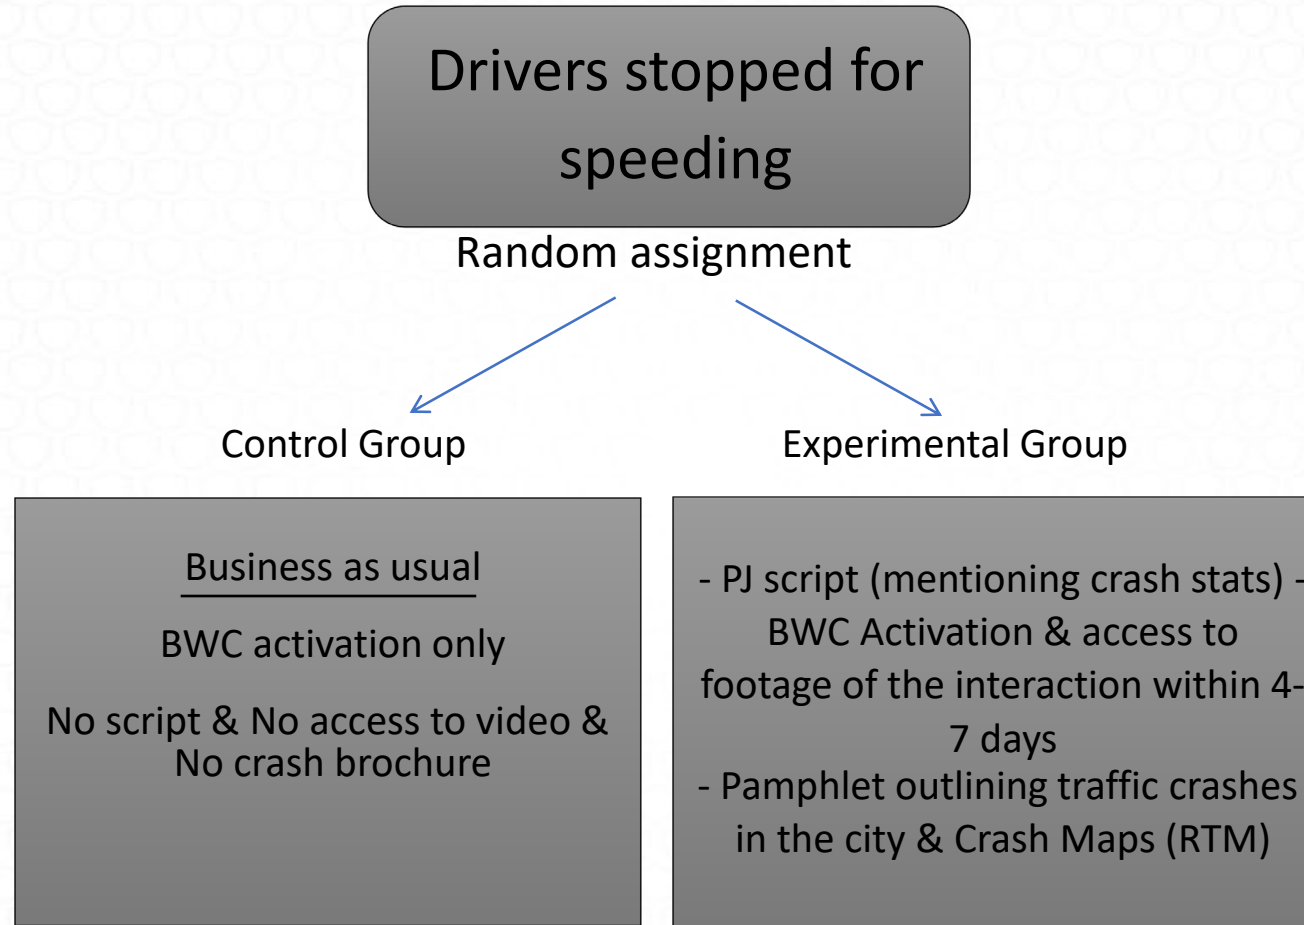 Drivers stopped for
speeding
Random assignment
Control Group
Experimental Group
Business as usual
BWC activation only
No script & No access to video &
No crash brochure
- PJ script (mentioning crash stats) -
BWC Activation & access to
footage of the interaction within 4-
7 days
- Pamphlet outlining traffic crashes
in the city & Crash Maps (RTM)